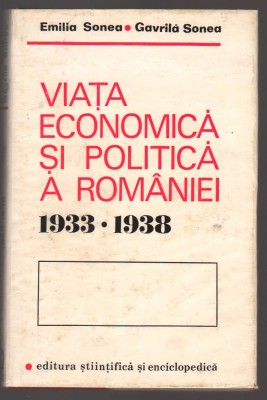 Emilia Sonea • Gavrilă Sonea
VIAȚA
ECONOMICĂ
ȘI POLITICĂ
A ROMÂNIEI
1933 • 1938
• editura științifică și enciclopedică